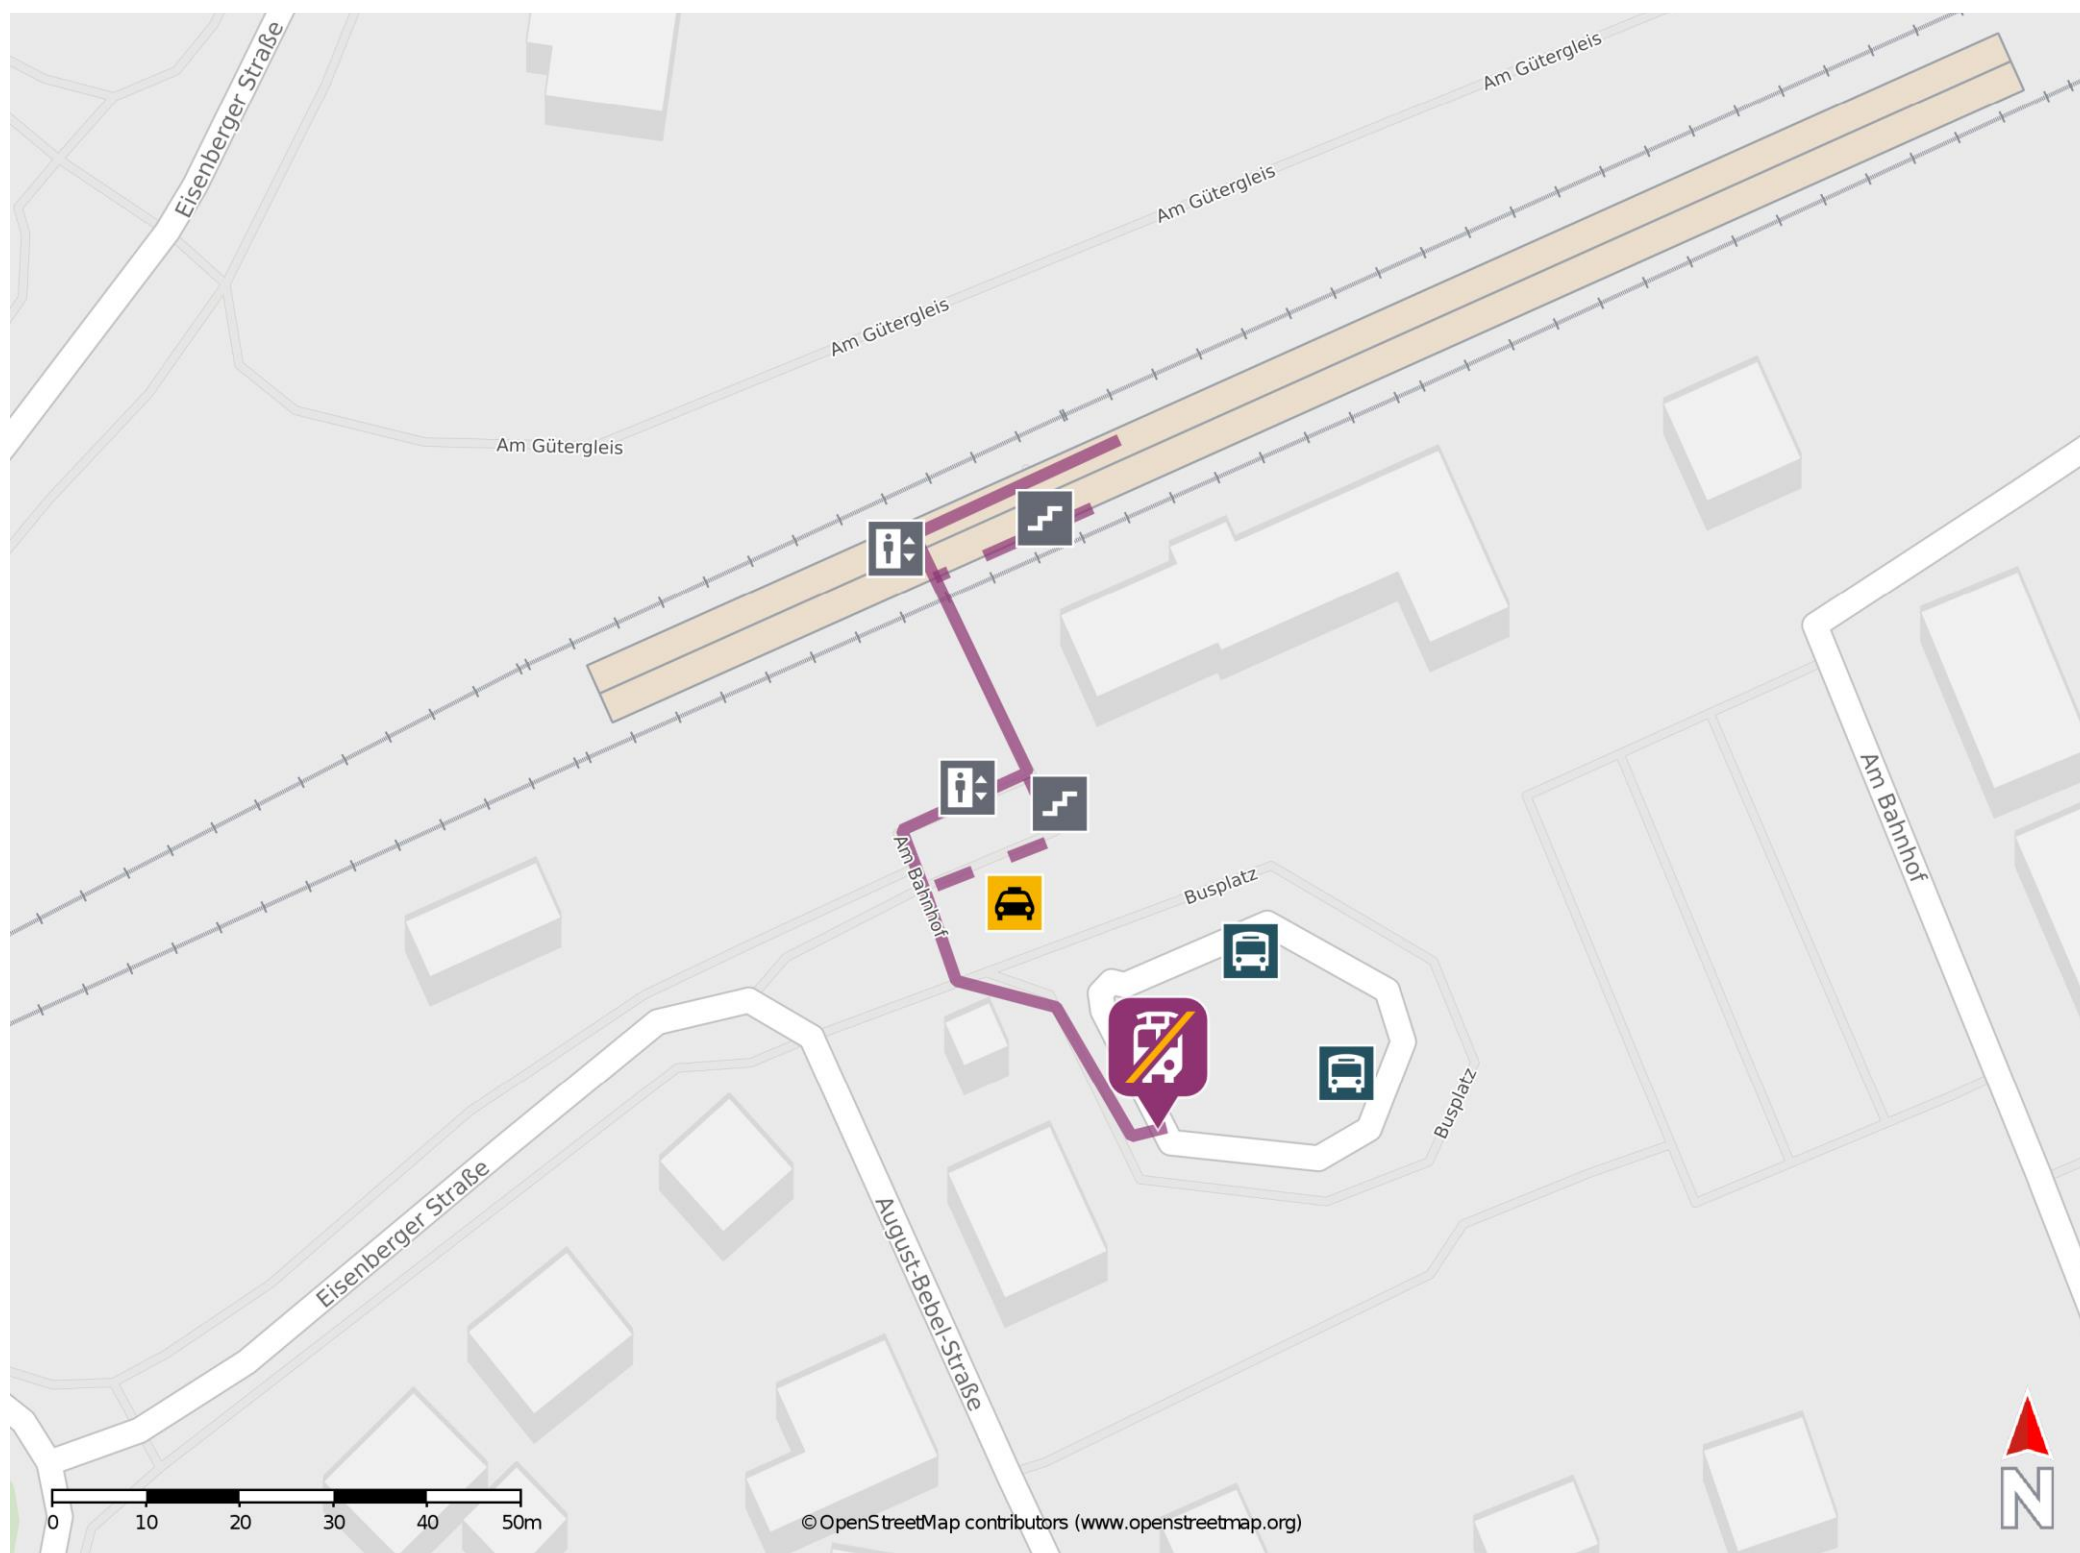 Eisenberger Straße
Am Gütergleis
Am Gütergleis
Am Gütergleis
Am Gütergleis
Am Bahnhof
Am Bahnhof
Busplatz
Busplatz
Eisenberger Straße
August-Bebel-Straße
0 10 20 30 40 50m
© OpenStreetMap contributors (www.openstreetmap.org)
N